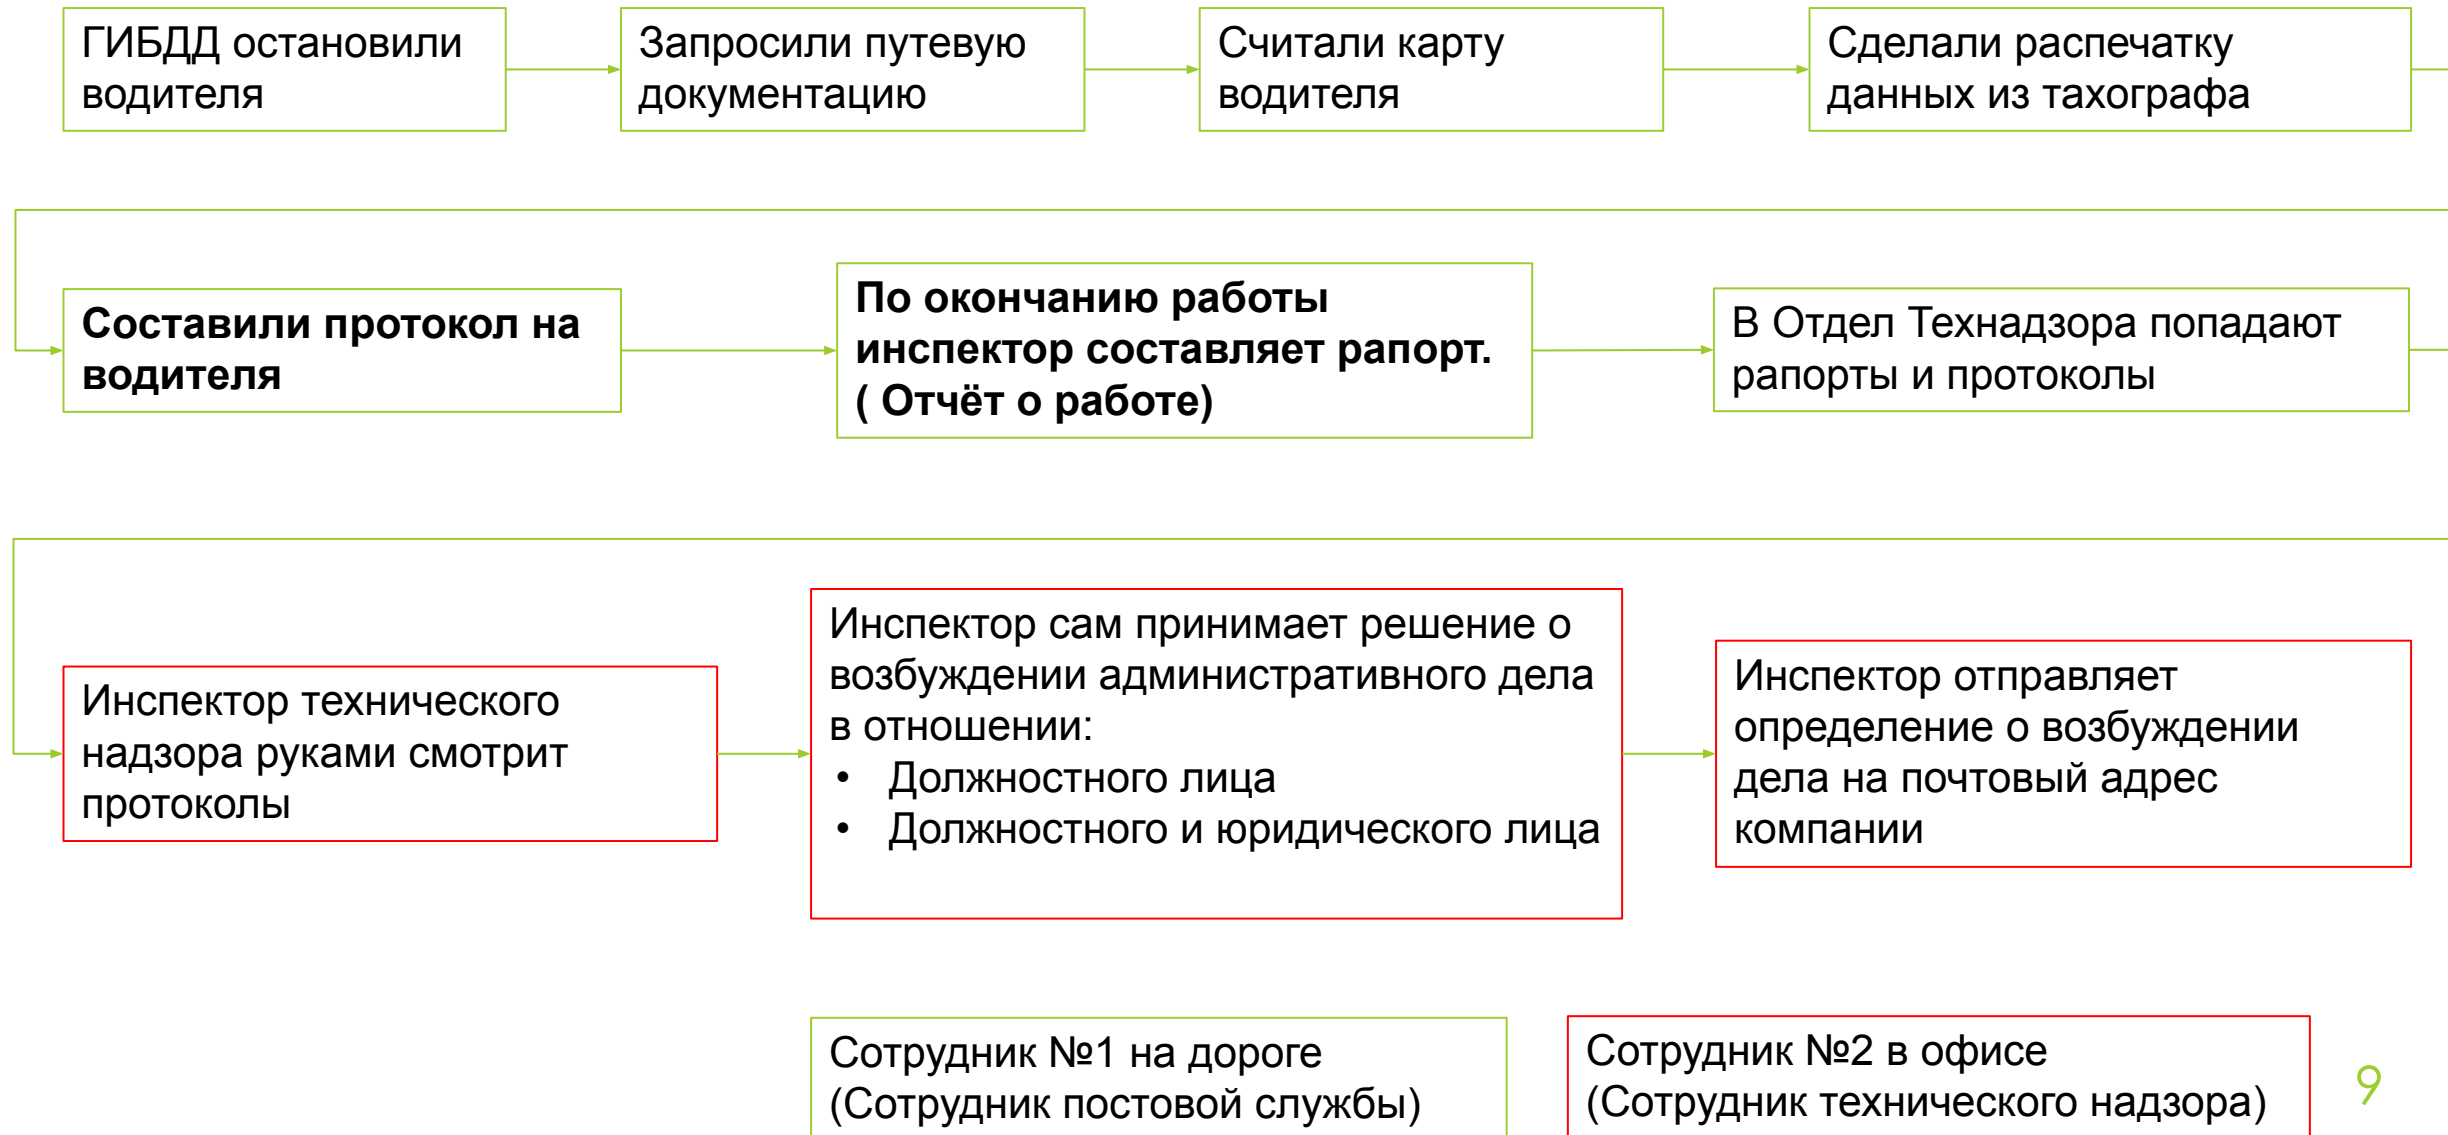 ГИБДД остановили
водителя
Запросили путевую
документацию
Считали карту
водителя
Сделали распечатку
данных из тахографа
Составили протокол на
водителя
По окончанию работы
инспектор составляет рапорт.
( Отчёт о работе)
В Отдел Технадзора попадают
рапорты и протоколы
Инспектор технического
надзора руками смотрит
протоколы
Инспектор сам принимает решение о
возбуждении административного дела
в отношении:
• Должностного лица
• Должностного и юридического лица
Инспектор отправляет
определение о возбуждении
дела на почтовый адрес
компании
Сотрудник №1 на дороге
(Сотрудник постовой службы)
Сотрудник №2 в офисе
(Сотрудник технического надзора)
9